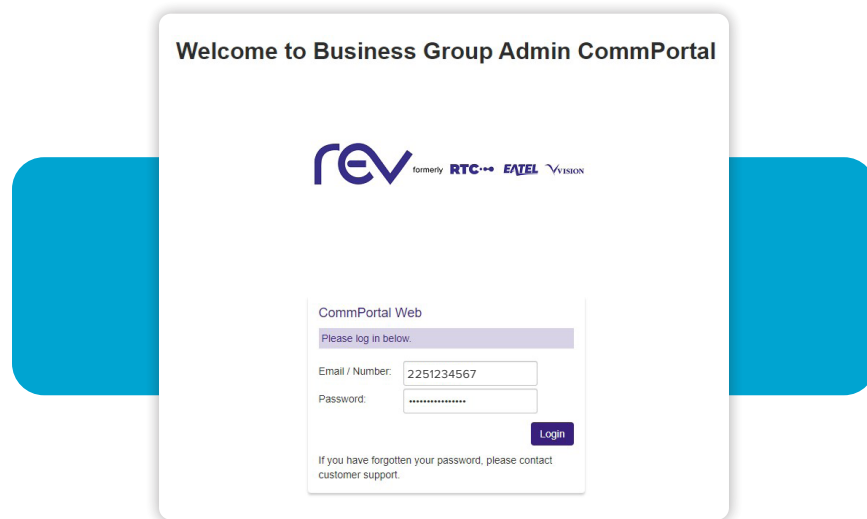 Welcome to Business Group Admin CommPortal
rev formerly RTC EATEL VISION
CommPortal Web
Please log in below.
Email / Number: 2251234567
Password: ••••••••••••••••
Login
If you have forgotten your password, please contact
customer support.